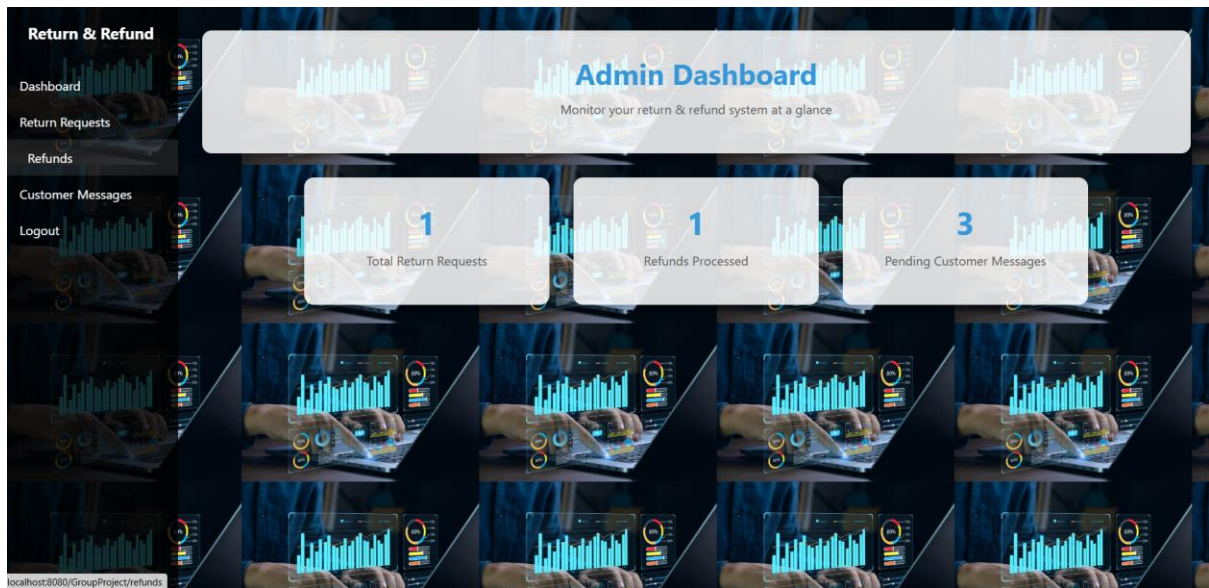 Return & Refund
Dashboard
Return Requests
Refunds
Customer Messages
Logout
Admin Dashboard
Monitor your return & refund system at a glance
1
Total Return Requests
1
Refunds Processed
3
Pending Customer Messages
localhost:8080/GroupProject/refunds